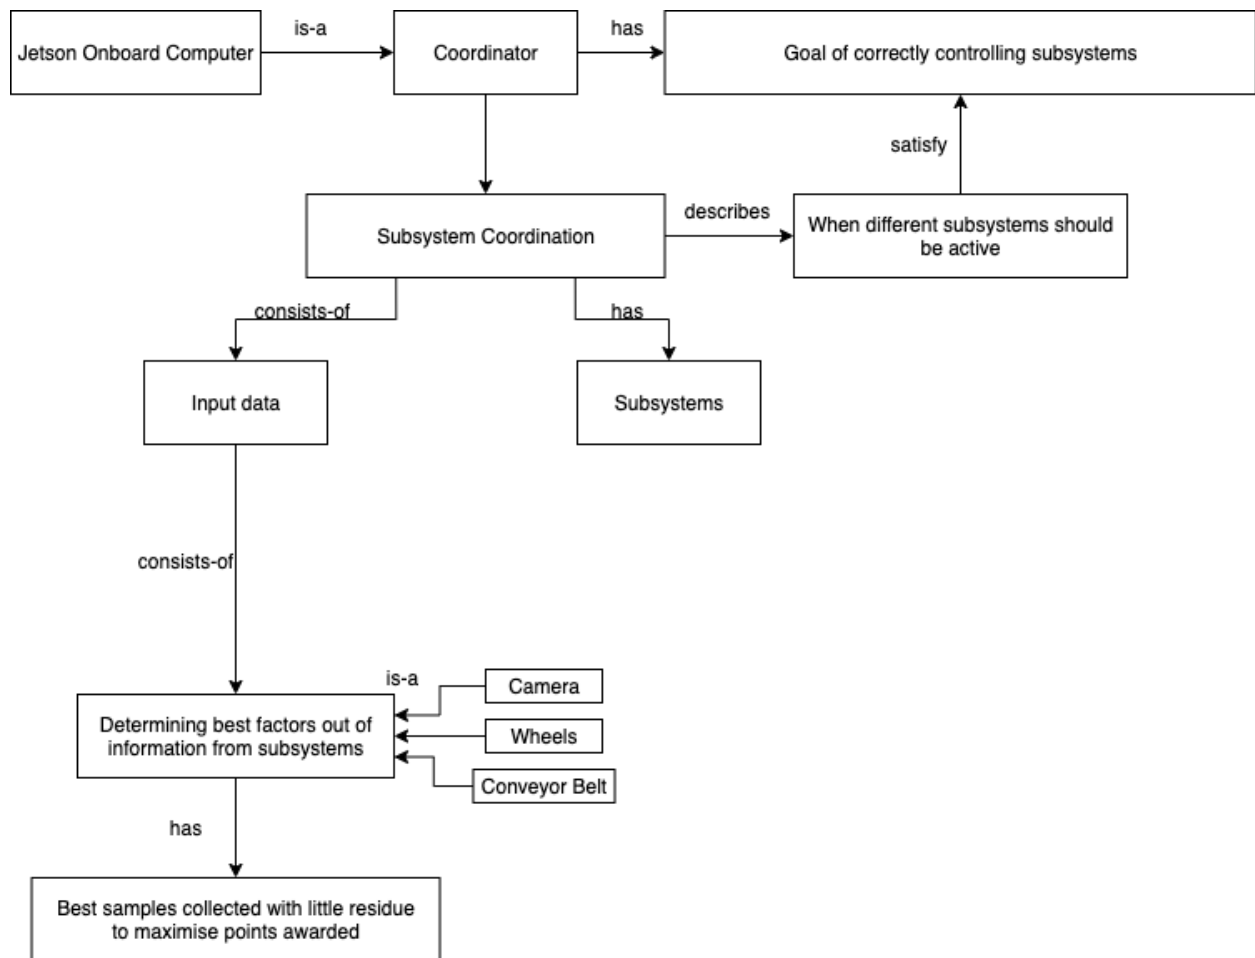 is-a
has
Jetson Onboard Computer
Coordinator
Goal of correctly controlling subsystems
satisfy
describes
Subsystem Coordination
When different subsystems should
be active
consists-of
has
Input data
Subsystems
consists-of
is-a
Camera
Determining best factors out of
information from subsystems
Wheels
Conveyor Belt
has
Best samples collected with little residue
to maximise points awarded